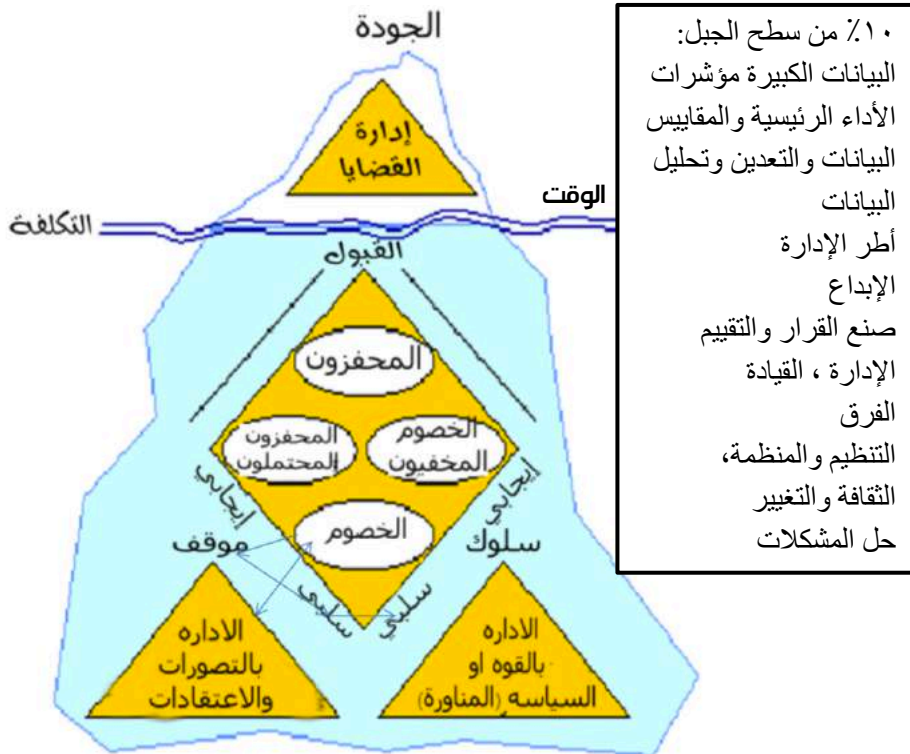 الجودة
إدارة
القضايا
الوقت
التكلفة
القبول
المحفزون
المحفزون
المحتملون
الخصوم
المخفيون
إيجابي
إيجابي
الخصوم
موقف
سلوك
سلبي
سلبي
الاداره
بالتصورات
والاعتقادات
الاداره
بالقوه او
السياسه (المناورة)
١٠٪ من سطح الجبل:
البيانات الكبيرة مؤشرات
الأداء الرئيسية والمقاييس
البيانات والتعدين وتحليل
البيانات
أطر الإدارة
الإبداع
صنع القرار والتقييم
الإدارة ، القيادة
الفرق
التنظيم والمنظمة،
الثقافة والتغيير
حل المشكلات